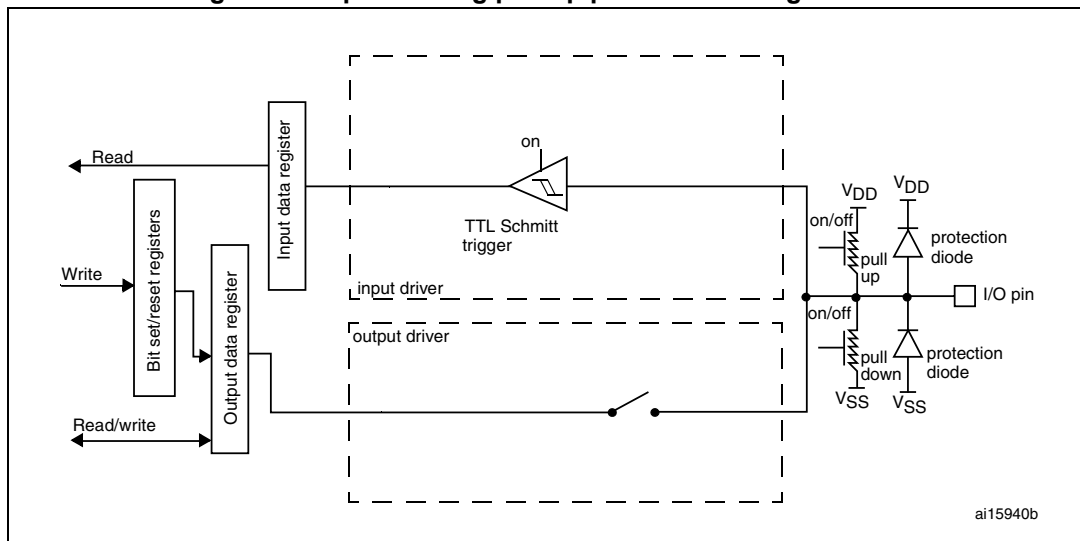 on
Read
Input data register
TTL Schmitt
trigger
VDD
VDD
on/off
pull
up
protection
diode
Write
Bit set/reset registers
Output data register
input driver
I/O pin
output driver
on/off
pull
down
protection
diode
VSS
VSS
Read/write
ai15940b